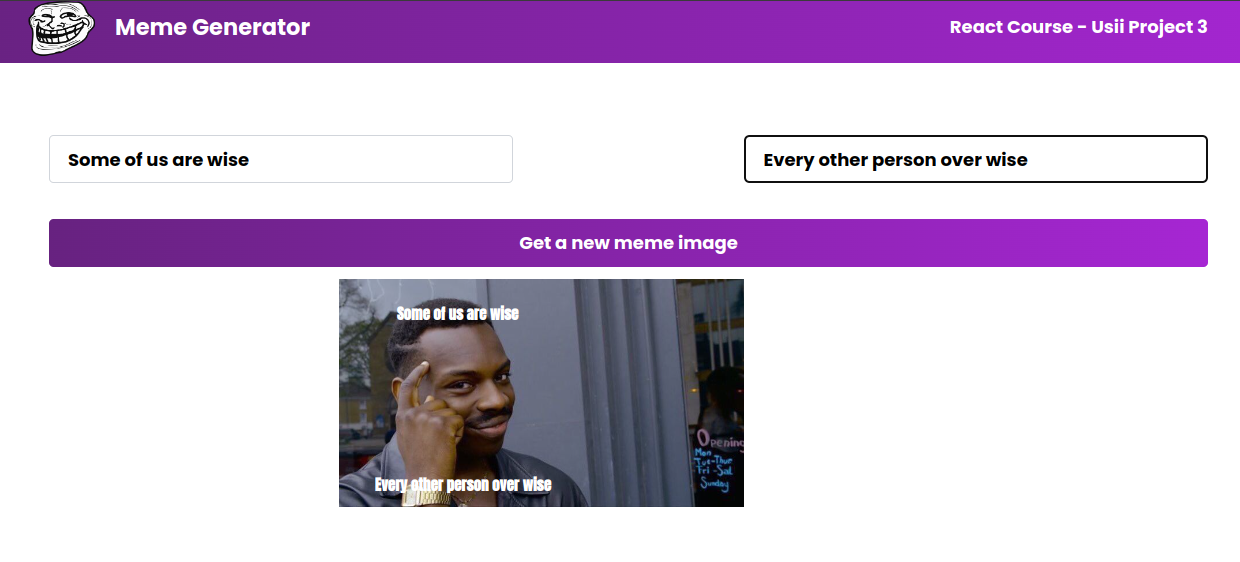 Meme Generator
React Course - Usii Project 3
Some of us are wise
Every other person over wise
Get a new meme image
Some of us are wise
Every other person over wise
Opening
Mon
Tue-Thur
Fri-Sat
Sunday